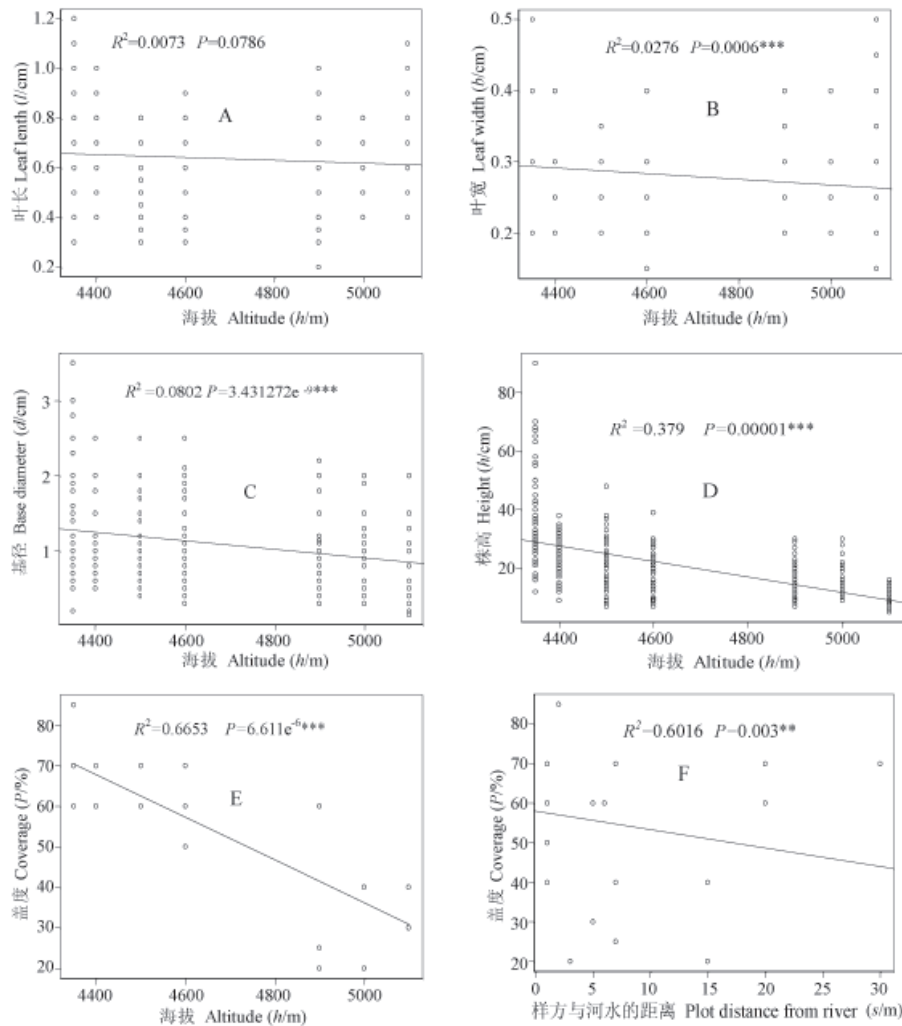 R²=0.0073 P=0.0786
A
1.2
1.0
0.8
0.6
0.4
0.2
叶长 Leaf lenth (l/cm)
4400 4600 4800 5000
海拔 Altitude (h/m)
R²=0.0276 P=0.0006***
B
0.5
0.4
0.3
0.2
叶宽 Leaf width (b/cm)
4400 4600 4800 5000
海拔 Altitude (h/m)
R²=0.0802 P=3.431272e⁻⁹***
C
3
2
1
基径 Base diameter (d/cm)
4400 4600 4800 5000
海拔 Altitude (h/m)
R²=0.379 P=0.00001***
D
80
60
40
20
株高 Height (h/cm)
4400 4600 4800 5000
海拔 Altitude (h/m)
R²=0.6653 P=6.611e⁻⁶***
E
80
70
60
50
40
30
20
盖度 Coverage (P/%)
4400 4600 4800 5000
海拔 Altitude (h/m)
R²−0.6016 P−0.003**
F
80
70
60
50
40
30
20
盖度 Coverage (P/%)
0 5 10 15 20 25 30
样方与河水的距离 Plot distance from river (s/m)